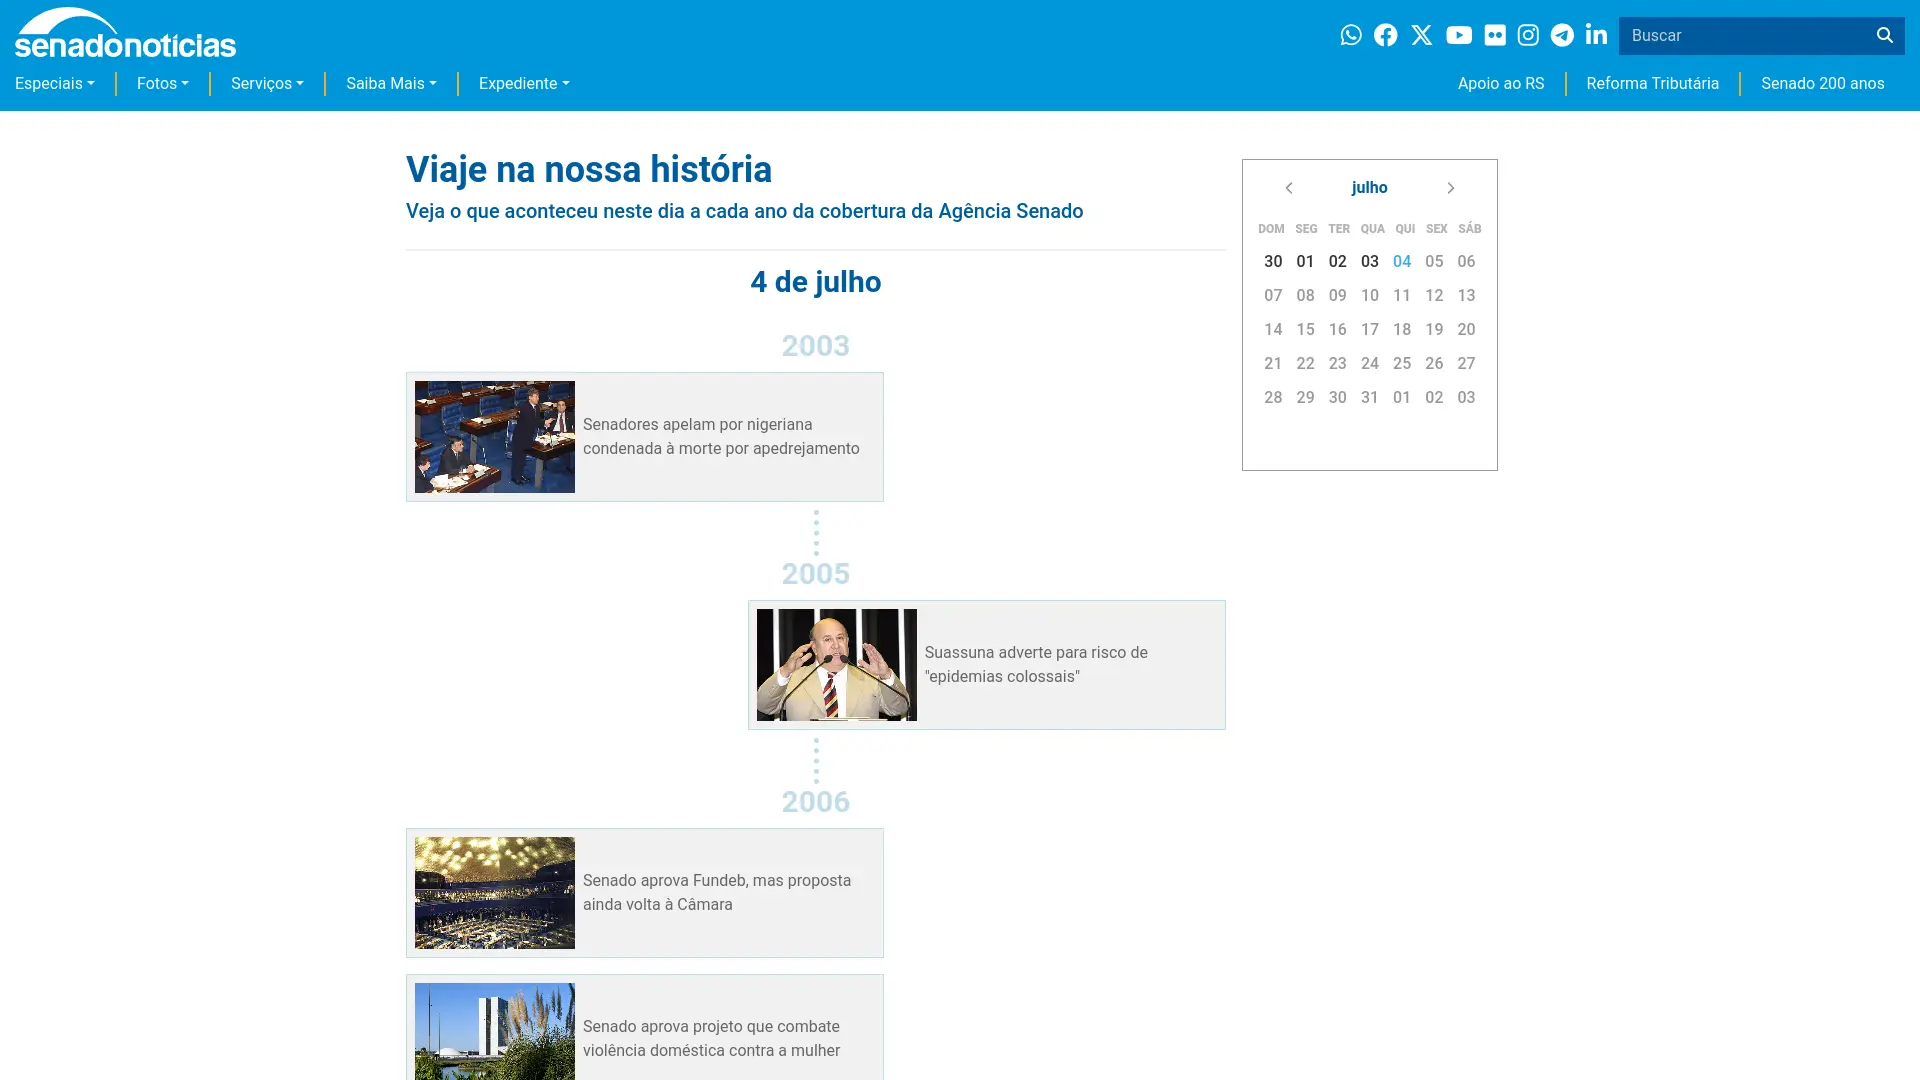 senadonotícias
Buscar
Especiais
Fotos
Serviços
Saiba Mais
Expediente
Apoio ao RS
Reforma Tributária
Senado 200 anos
Viaje na nossa história
Veja o que aconteceu neste dia a cada ano da cobertura da Agência Senado
4 de julho
2003
Senadores apelam por nigeriana
condenada à morte por apedrejamento
2005
Suassuna adverte para risco de
"epidemias colossais"
2006
Senado aprova Fundeb, mas proposta
ainda volta à Câmara
Senado aprova projeto que combate
violência doméstica contra a mulher
julho
DOM SEG TER QUA QUI SEX SÁB
30 01 02 03 04 05 06
07 08 09 10 11 12 13
14 15 16 17 18 19 20
21 22 23 24 25 26 27
28 29 30 31 01 02 03